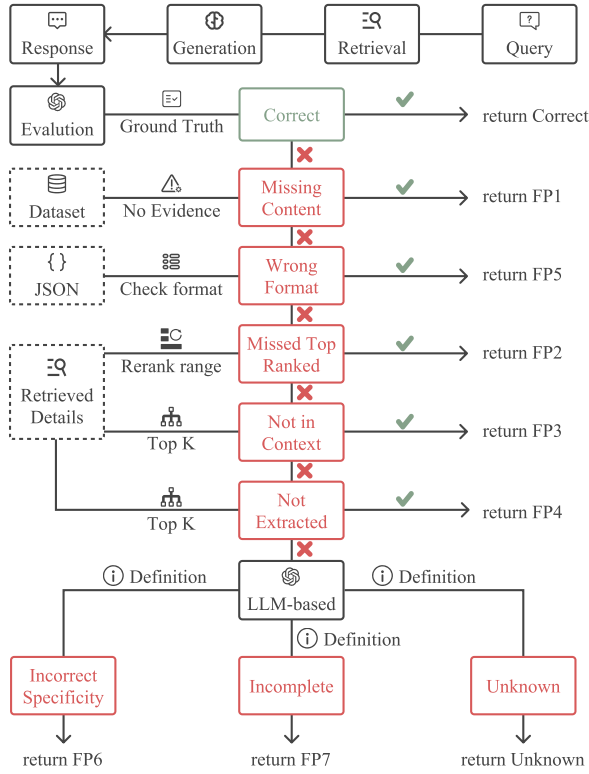 Response
Generation
Retrieval
Query
Evalution
Ground Truth
Correct
return Correct
Dataset
No Evidence
Missing
Content
return FP1
{ }
JSON
Check format
Wrong
Format
return FP5
Retrieved
Details
Rerank range
Missed Top
Ranked
return FP2
Top K
Not in
Context
return FP3
Top K
Not
Extracted
return FP4
Definition
LLM-based
Definition
Definition
Incorrect
Specificity
Incomplete
Unknown
return FP6
return FP7
return Unknown